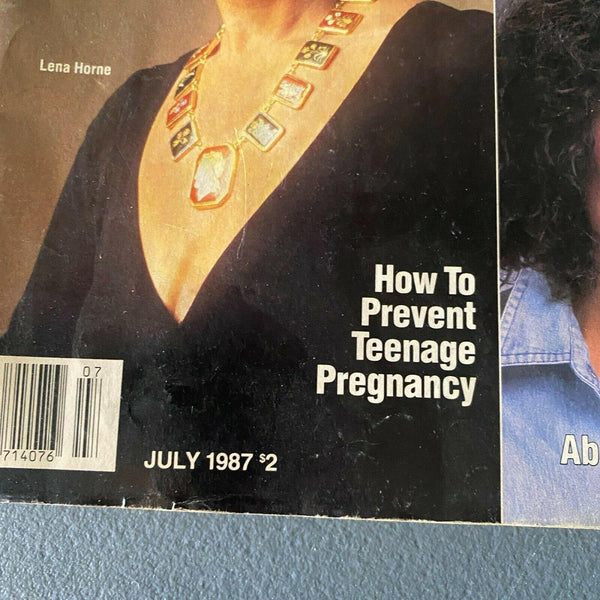 Lena Horne
How To
Prevent
Teenage
Pregnancy
07
714076
JULY 1987 $2
Ab